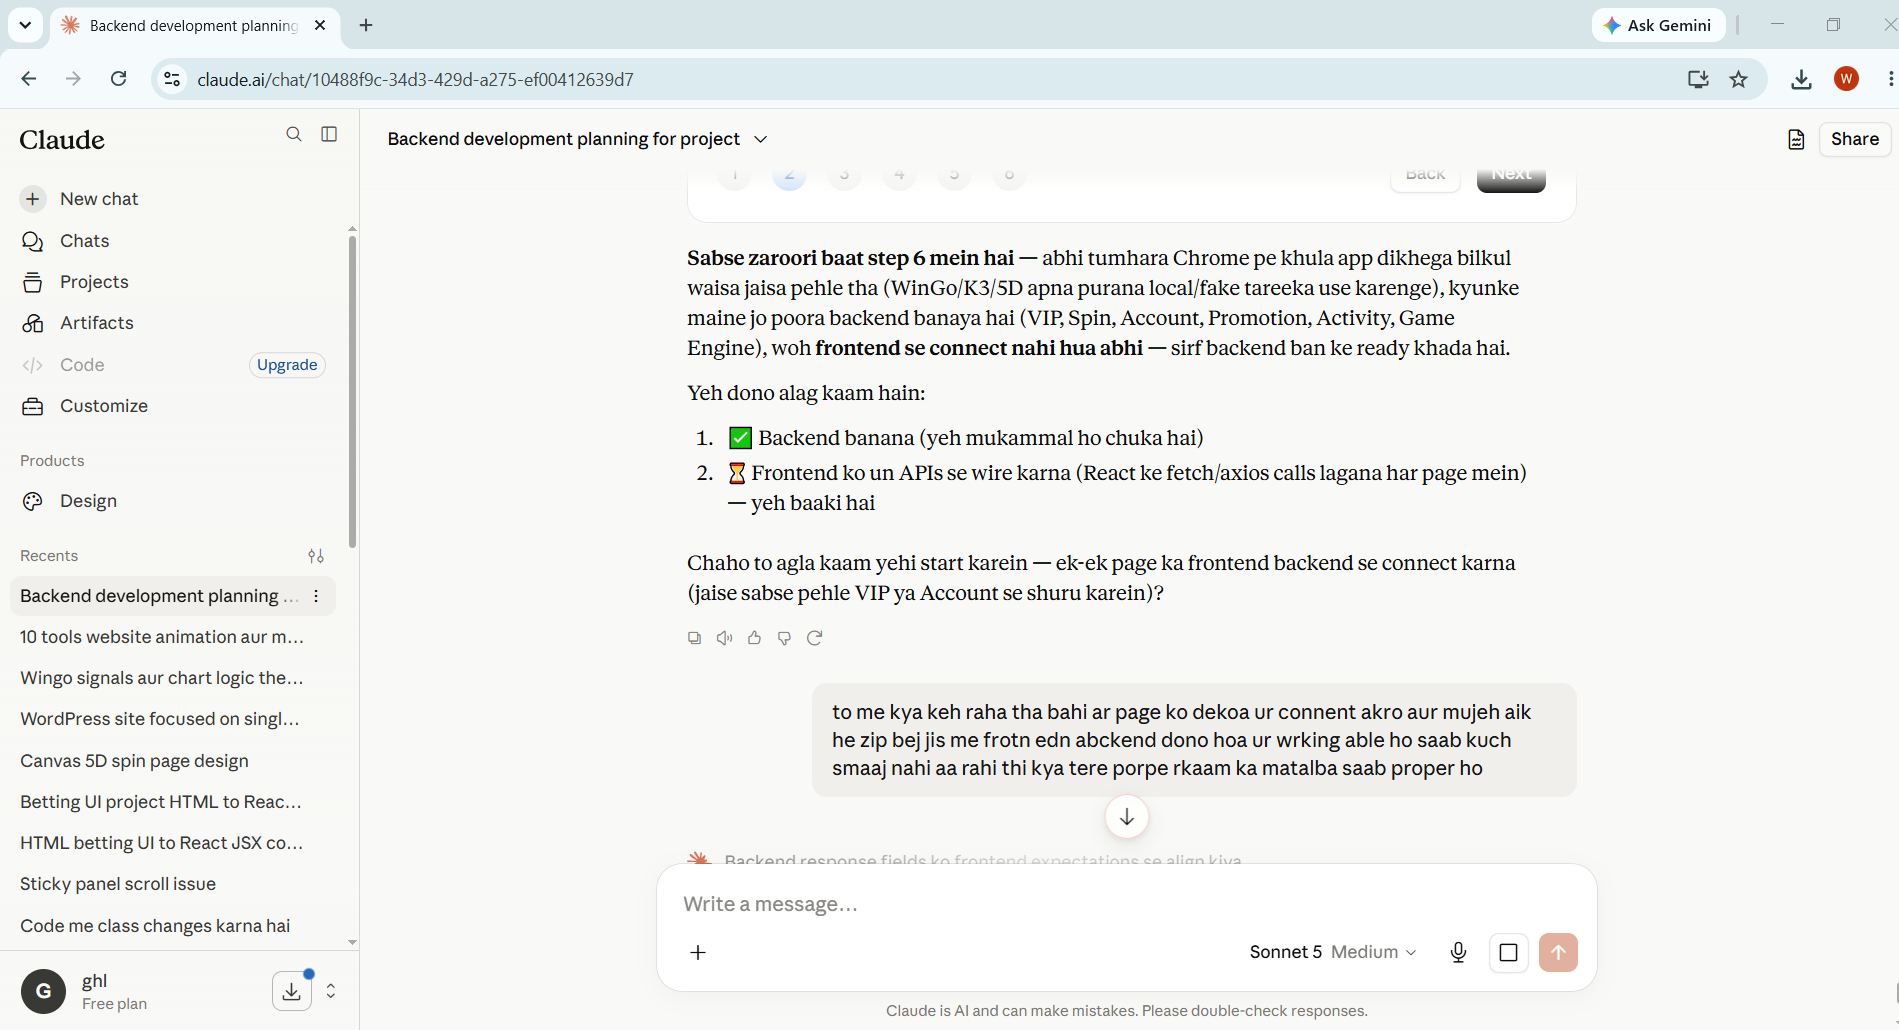 Backend development planning
Ask Gemini
claude.ai/chat/10488f9c-34d3-429d-a275-ef00412639d7
W
Claude
New chat
Chats
Projects
Artifacts
Code
Upgrade
Customize
Products
Design
Recents
Backend development planning ...
10 tools website animation aur m...
Wingo signals aur chart logic the...
WordPress site focused on singl...
Canvas 5D spin page design
Betting UI project HTML to Reac...
HTML betting UI to React JSX co...
Sticky panel scroll issue
Code me class changes karna hai
G
ghl
Free plan
Backend development planning for project
Share
1 2 3 4 5 6
Back
Next
Sabse zaroori baat step 6 mein hai — abhi tumhara Chrome pe khula app dikhega bilkul
waisa jaisa pehle tha (WinGo/K3/5D apna purana local/fake tareeka use karenge), kyunke
maine jo poora backend banaya hai (VIP, Spin, Account, Promotion, Activity, Game
Engine), woh frontend se connect nahi hua abhi — sirf backend ban ke ready khada hai.
Yeh dono alag kaam hain:
1. ✅ Backend banana (yeh mukammal ho chuka hai)
2. ⌛ Frontend ko un APIs se wire karna (React ke fetch/axios calls lagana har page mein)
— yeh baaki hai
Chaho to agla kaam yehi start karein — ek-ek page ka frontend backend se connect karna
(jaise sabse pehle VIP ya Account se shuru karein)?
to me kya keh raha tha bahi ar page ko dekoa ur connent akro aur mujeh aik
he zip bej jis me frotn edn abckend dono hoa ur wrking able ho saab kuch
smaaj nahi aa rahi thi kya tere porpe rkaam ka matalba saab proper ho
Backend response fields ko frontend expectations se align kiya
Write a message...
Sonnet 5 Medium
Claude is AI and can make mistakes. Please double-check responses.